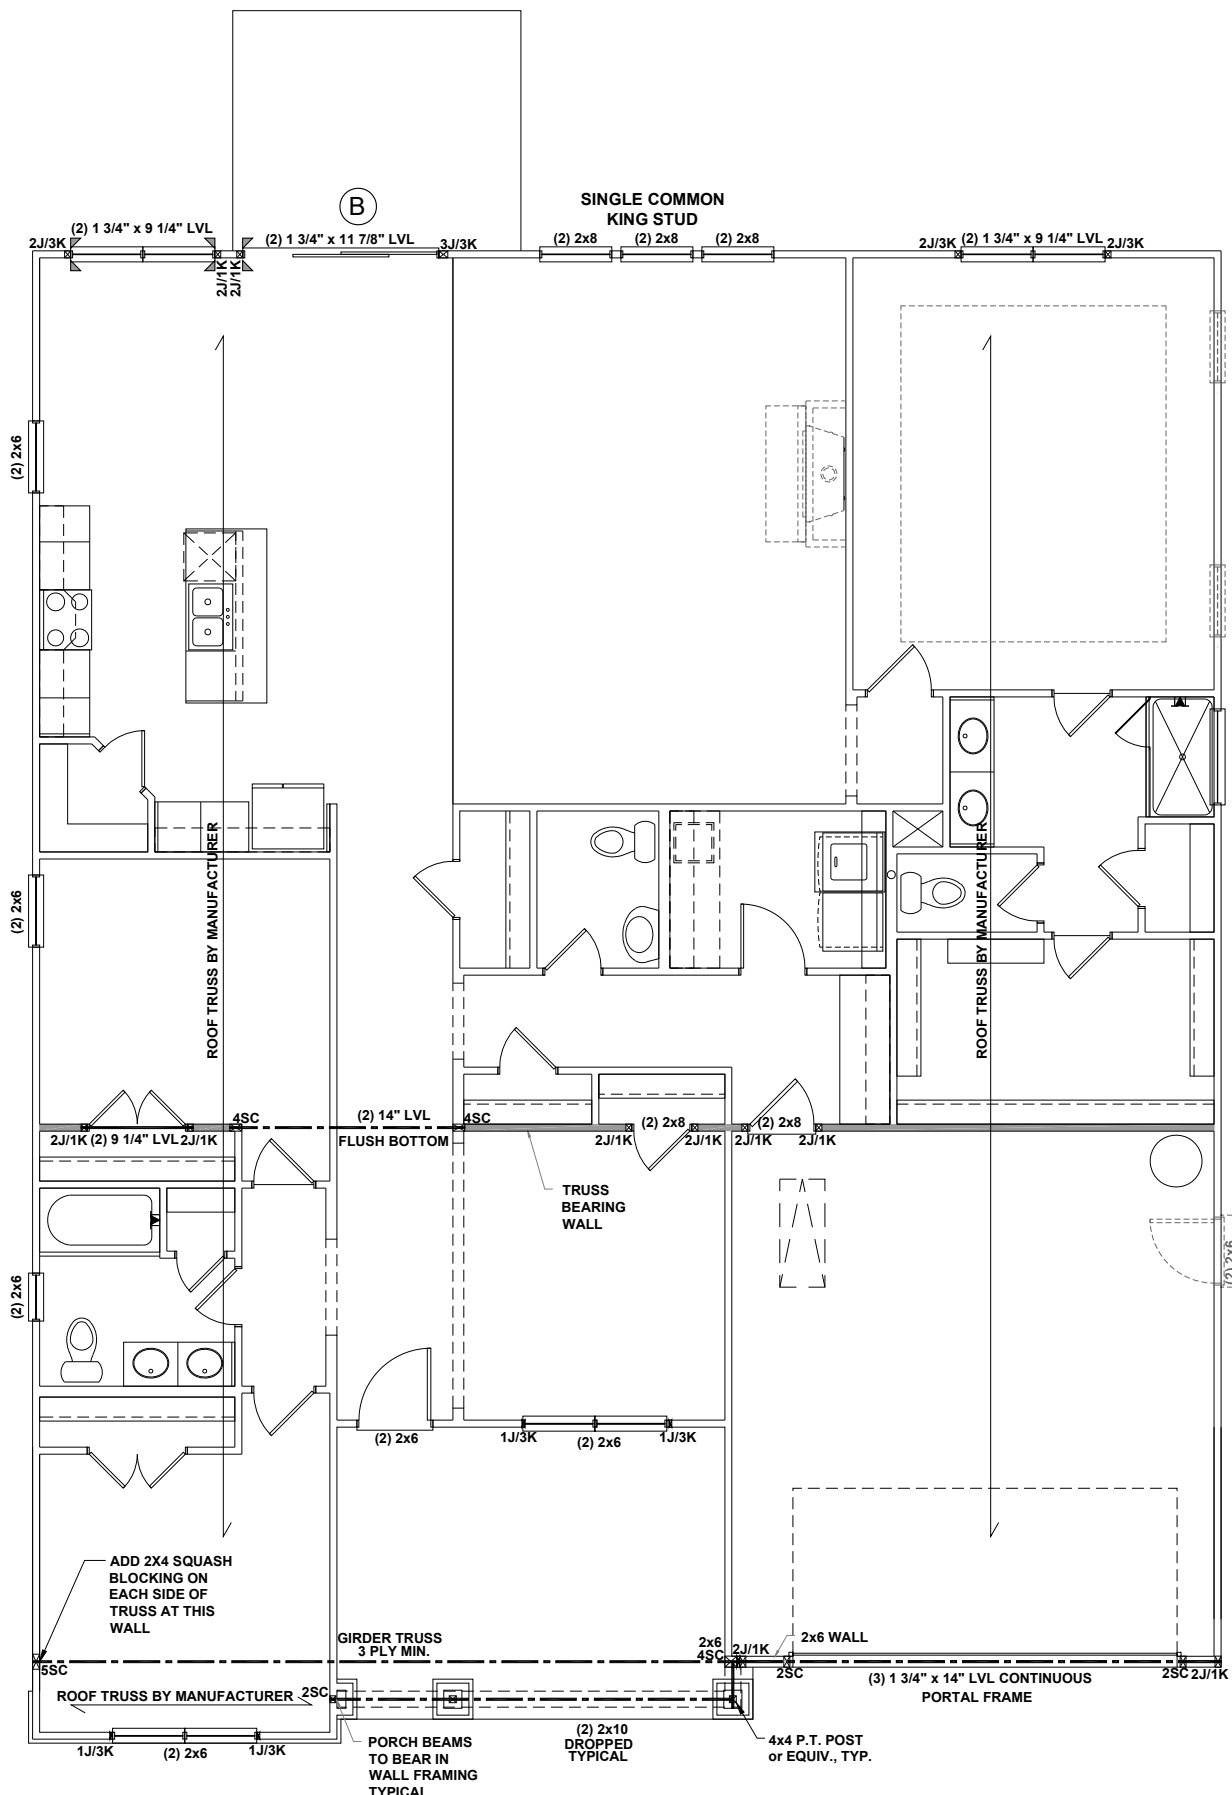 B
SINGLE COMMON
KING STUD
(2) 1 3/4" x 9 1/4" LVL
2J/3K
(2) 1 3/4" x 11 7/8" LVL
3J/3K
2J/1K
2J/1K
(2) 2x8
(2) 2x8
(2) 2x8
2J/3K
(2) 1 3/4" x 9 1/4" LVL
2J/3K
(2) 2x6
ROOF TRUSS BY MANUFACTURER
ROOF TRUSS BY MANUFACTURER
(2) 2x6
4SC
(2) 14" LVL
4SC
2J/1K
(2) 9 1/4" LVL
2J/1K
FLUSH BOTTOM
(2) 2x8
2J/1K
2J/1K
(2) 2x8
2J/1K
2J/1K
TRUSS
BEARING
WALL
(2) 2x6
(2) 2x6
(2) 2x6
1J/3K
(2) 2x6
1J/3K
ADD 2X4 SQUASH
BLOCKING ON
EACH SIDE OF
TRUSS AT THIS
WALL
5SC
GIRDER TRUSS
3 PLY MIN.
2x6
4SC
2J/1K
2x6 WALL
2SC
(3) 1 3/4" x 14" LVL CONTINUOUS
PORTAL FRAME
2SC
2J/1K
ROOF TRUSS BY MANUFACTURER
2SC
1J/3K
(2) 2x6
1J/3K
PORCH BEAMS
TO BEAR IN
WALL FRAMING
TYPICAL
(2) 2x10
DROPPED
TYPICAL
4x4 P.T. POST
or EQUIV., TYP.